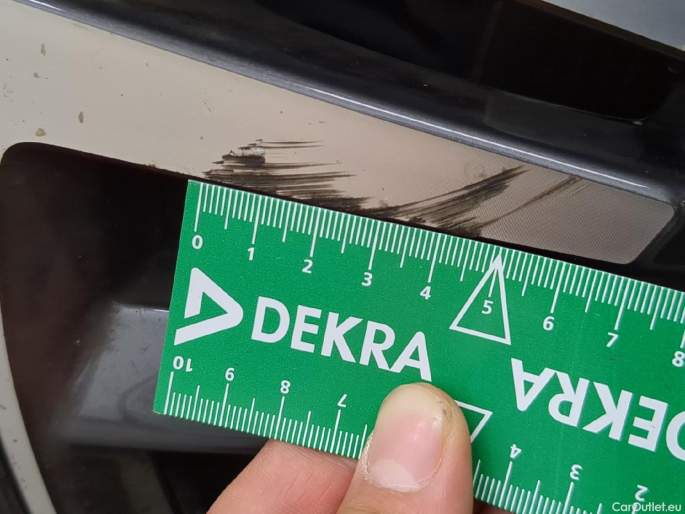 0 1 2 3 4 5 6 7 8
DEKRA
DEKRA
10 9 8 7 4 3 2
CarOutlet.eu